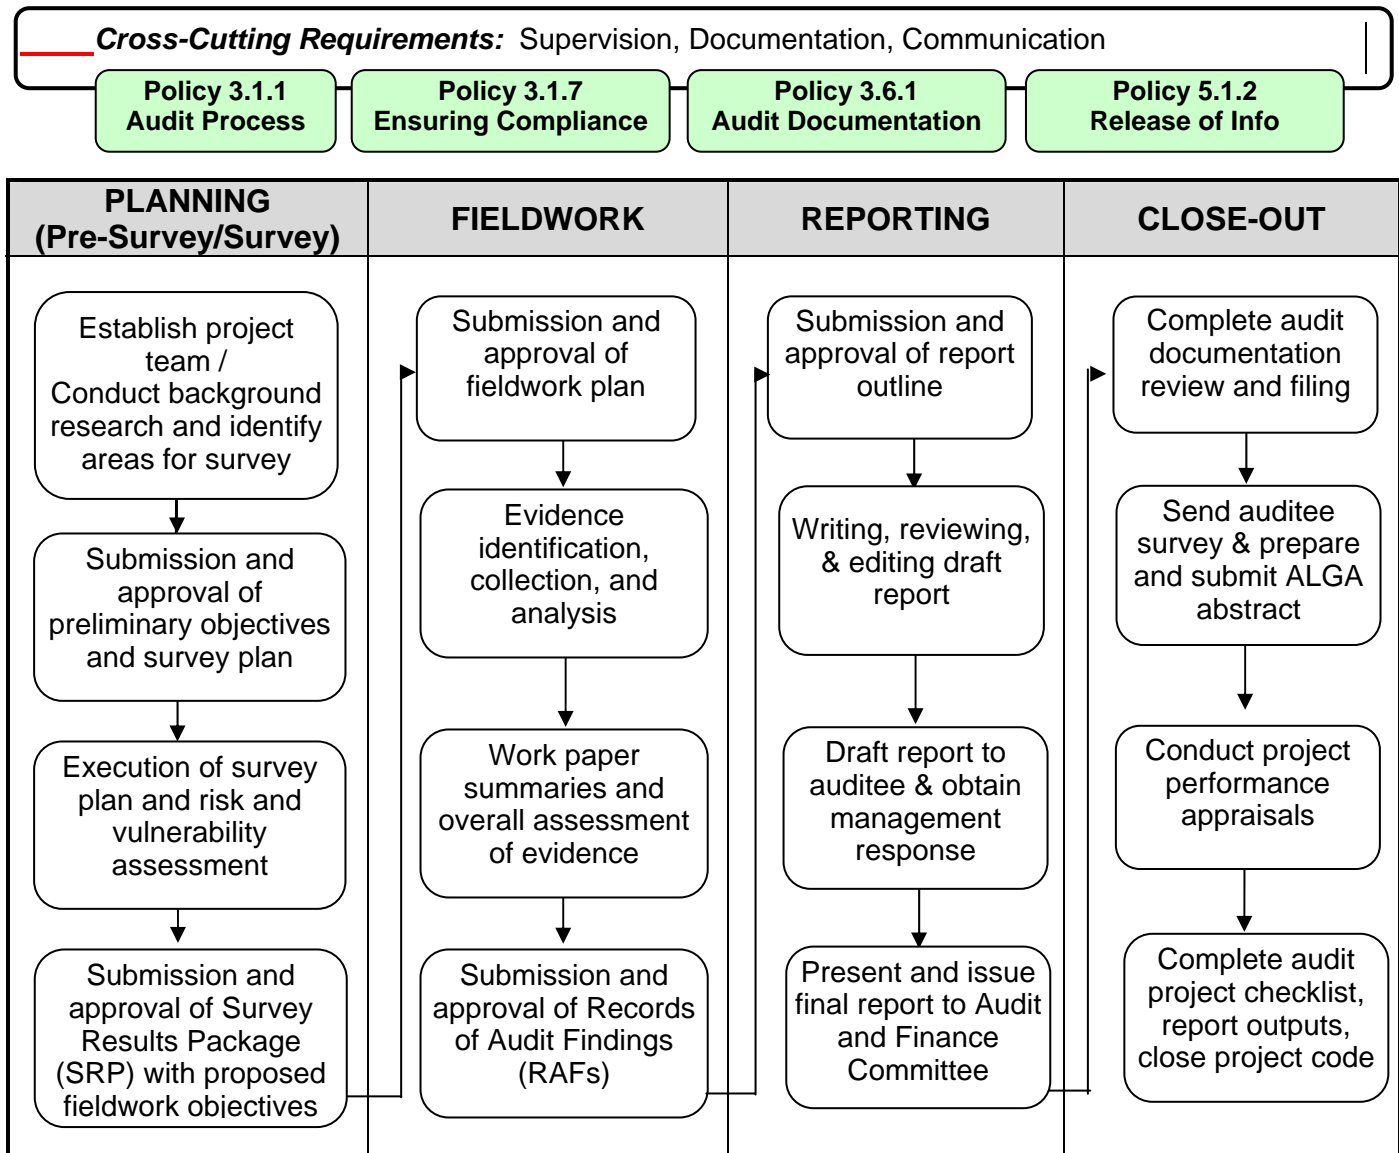 Cross-Cutting Requirements: Supervision, Documentation, Communication
Policy 3.1.1
Audit Process
Policy 3.1.7
Ensuring Compliance
Policy 3.6.1
Audit Documentation
Policy 5.1.2
Release of Info
PLANNING
(Pre-Survey/Survey)
FIELDWORK
REPORTING
CLOSE-OUT
Establish project
team /
Conduct background
research and identify
areas for survey
Submission and
approval of
preliminary objectives
and survey plan
Execution of survey
plan and risk and
vulnerability
assessment
Submission and
approval of Survey
Results Package
(SRP) with proposed
fieldwork objectives
Submission and
approval of
fieldwork plan
Evidence
identification,
collection, and
analysis
Work paper
summaries and
overall assessment
of evidence
Submission and
approval of Records
of Audit Findings
(RAFs)
Submission and
approval of report
outline
Writing, reviewing,
& editing draft
report
Draft report to
auditee & obtain
management
response
Present and issue
final report to Audit
and Finance
Committee
Complete audit
documentation
review and filing
Send auditee
survey & prepare
and submit ALGA
abstract
Conduct project
performance
appraisals
Complete audit
project checklist,
report outputs,
close project code